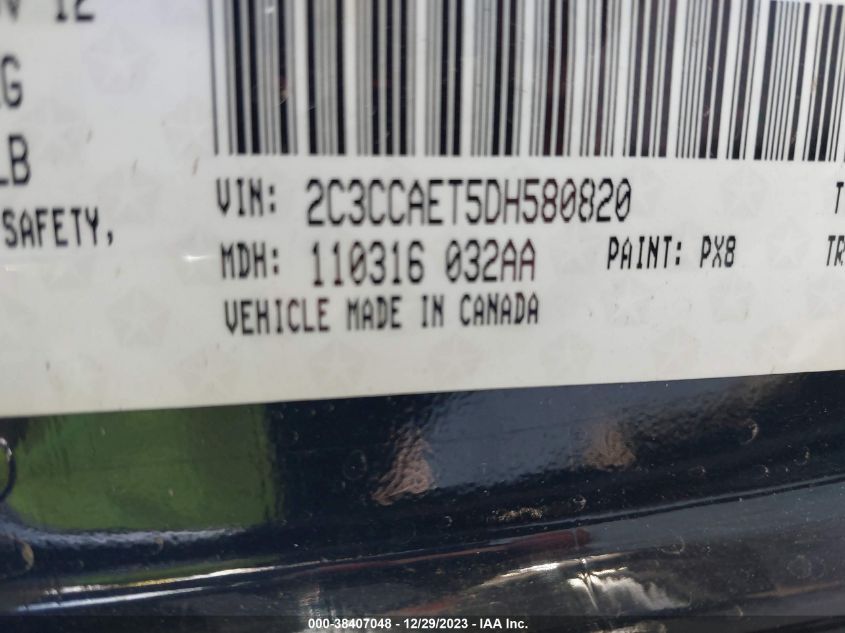 12
G
LB
SAFETY,
VIN: 2C3CCAET5DH580820
MDH: 110316 032AA
PAINT: PX8
VEHICLE MADE IN CANADA
000-38407048 - 12/29/2023 - IAA Inc.